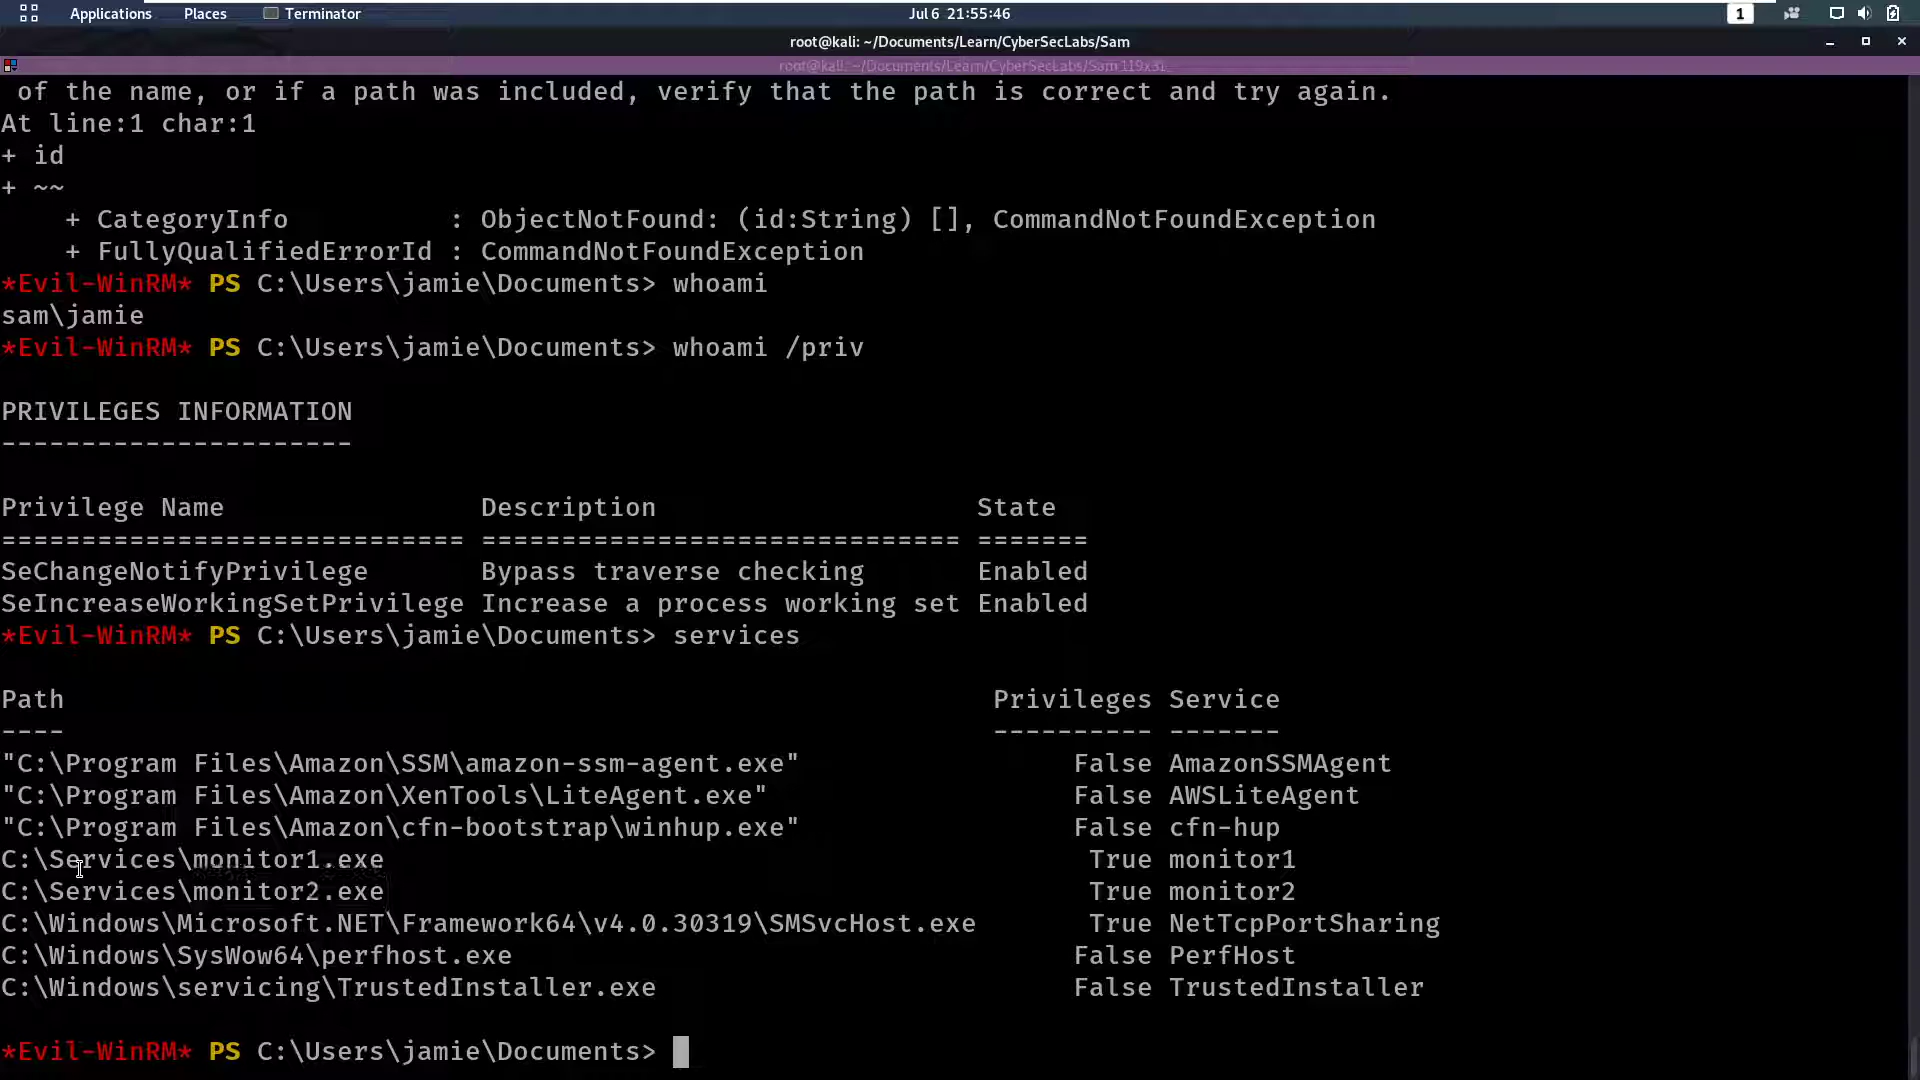 Applications Places Terminator Jul 6 21:55:46 1
root@kali: ~/Documents/Learn/CyberSecLabs/Sam
root@kali: ~/Documents/Learn/CyberSecLabs/Sam 119x31
of the name, or if a path was included, verify that the path is correct and try again.
At line:1 char:1
+ id
+ ~~
+ CategoryInfo : ObjectNotFound: (id:String) [], CommandNotFoundException
+ FullyQualifiedErrorId : CommandNotFoundException
*Evil-WinRM* PS C:\Users\jamie\Documents> whoami
sam\jamie
*Evil-WinRM* PS C:\Users\jamie\Documents> whoami /priv
PRIVILEGES INFORMATION
----------------------
Privilege Name Description State
============================= ============================== =======
SeChangeNotifyPrivilege Bypass traverse checking Enabled
SeIncreaseWorkingSetPrivilege Increase a process working set Enabled
*Evil-WinRM* PS C:\Users\jamie\Documents> services
Path Privileges Service
---- ---------- -------
"C:\Program Files\Amazon\SSM\amazon-ssm-agent.exe" False AmazonSSMAgent
"C:\Program Files\Amazon\XenTools\LiteAgent.exe" False AWSLiteAgent
"C:\Program Files\Amazon\cfn-bootstrap\winhup.exe" False cfn-hup
C:\Services\monitor1.exe True monitor1
C:\Services\monitor2.exe True monitor2
C:\Windows\Microsoft.NET\Framework64\v4.0.30319\SMSvcHost.exe True NetTcpPortSharing
C:\Windows\SysWow64\perfhost.exe False PerfHost
C:\Windows\servicing\TrustedInstaller.exe False TrustedInstaller
*Evil-WinRM* PS C:\Users\jamie\Documents>